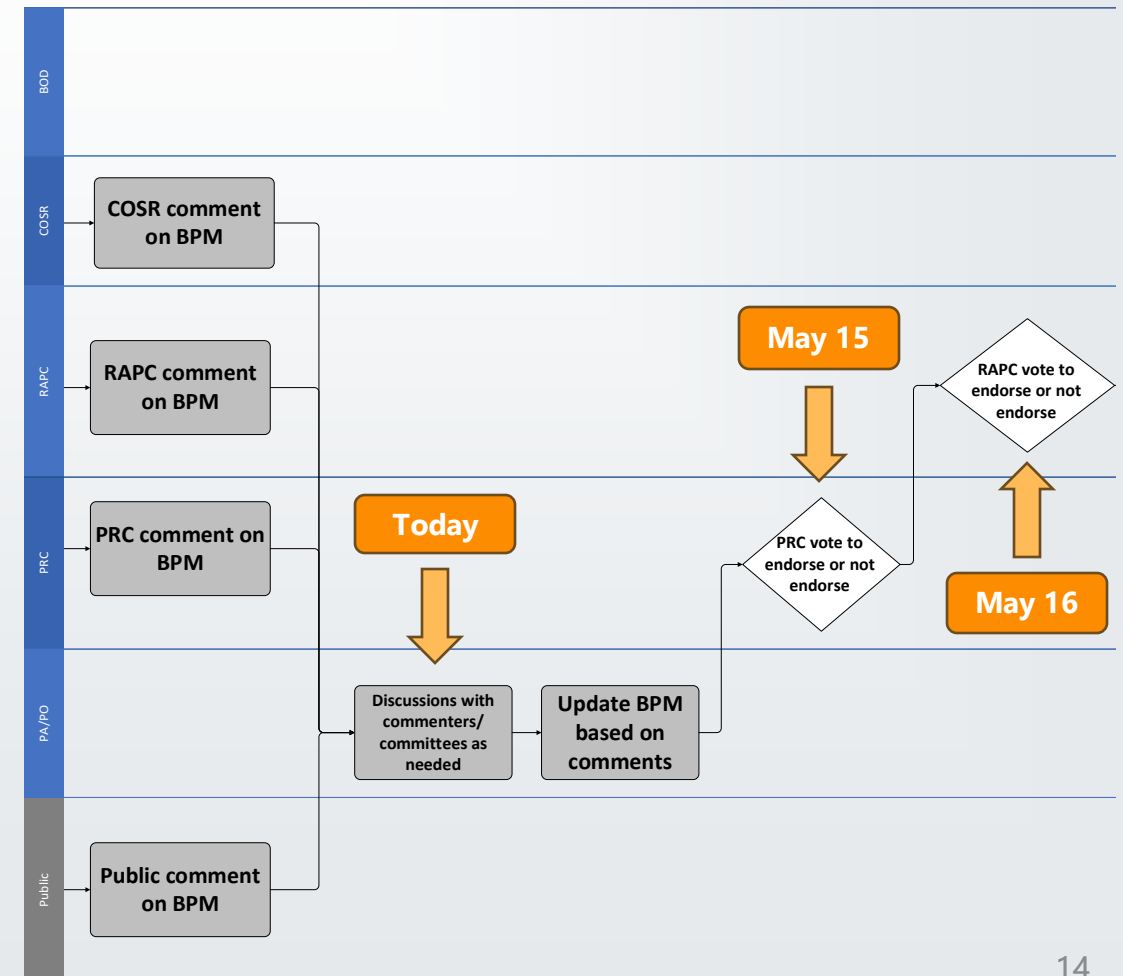 BOD
COSR
COSR comment
on BPM
RAPC
RAPC comment
on BPM
May 15
RAPC vote to
endorse or not
endorse
PRC
PRC comment on
BPM
Today
PRC vote to
endorse or not
endorse
May 16
PA/PO
Discussions with
commenters/
committees as
needed
Update BPM
based on
comments
Public
Public comment
on BPM
14